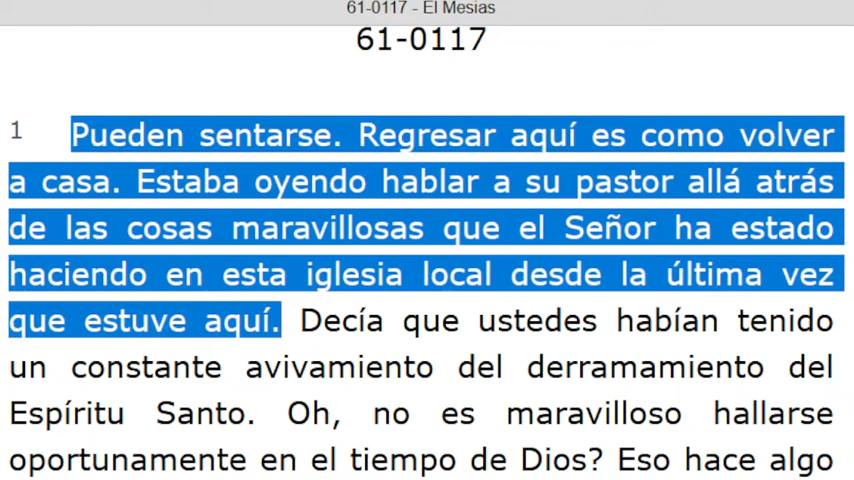 61-0117 - El Mesias
61-0117
1 Pueden sentarse. Regresar aquí es como volver
a casa. Estaba oyendo hablar a su pastor allá atrás
de las cosas maravillosas que el Señor ha estado
haciendo en esta iglesia local desde la última vez
que estuve aquí. Decía que ustedes habían tenido
un constante avivamiento del derramamiento del
Espíritu Santo. Oh, no es maravilloso hallarse
oportunamente en el tiempo de Dios? Eso hace algo